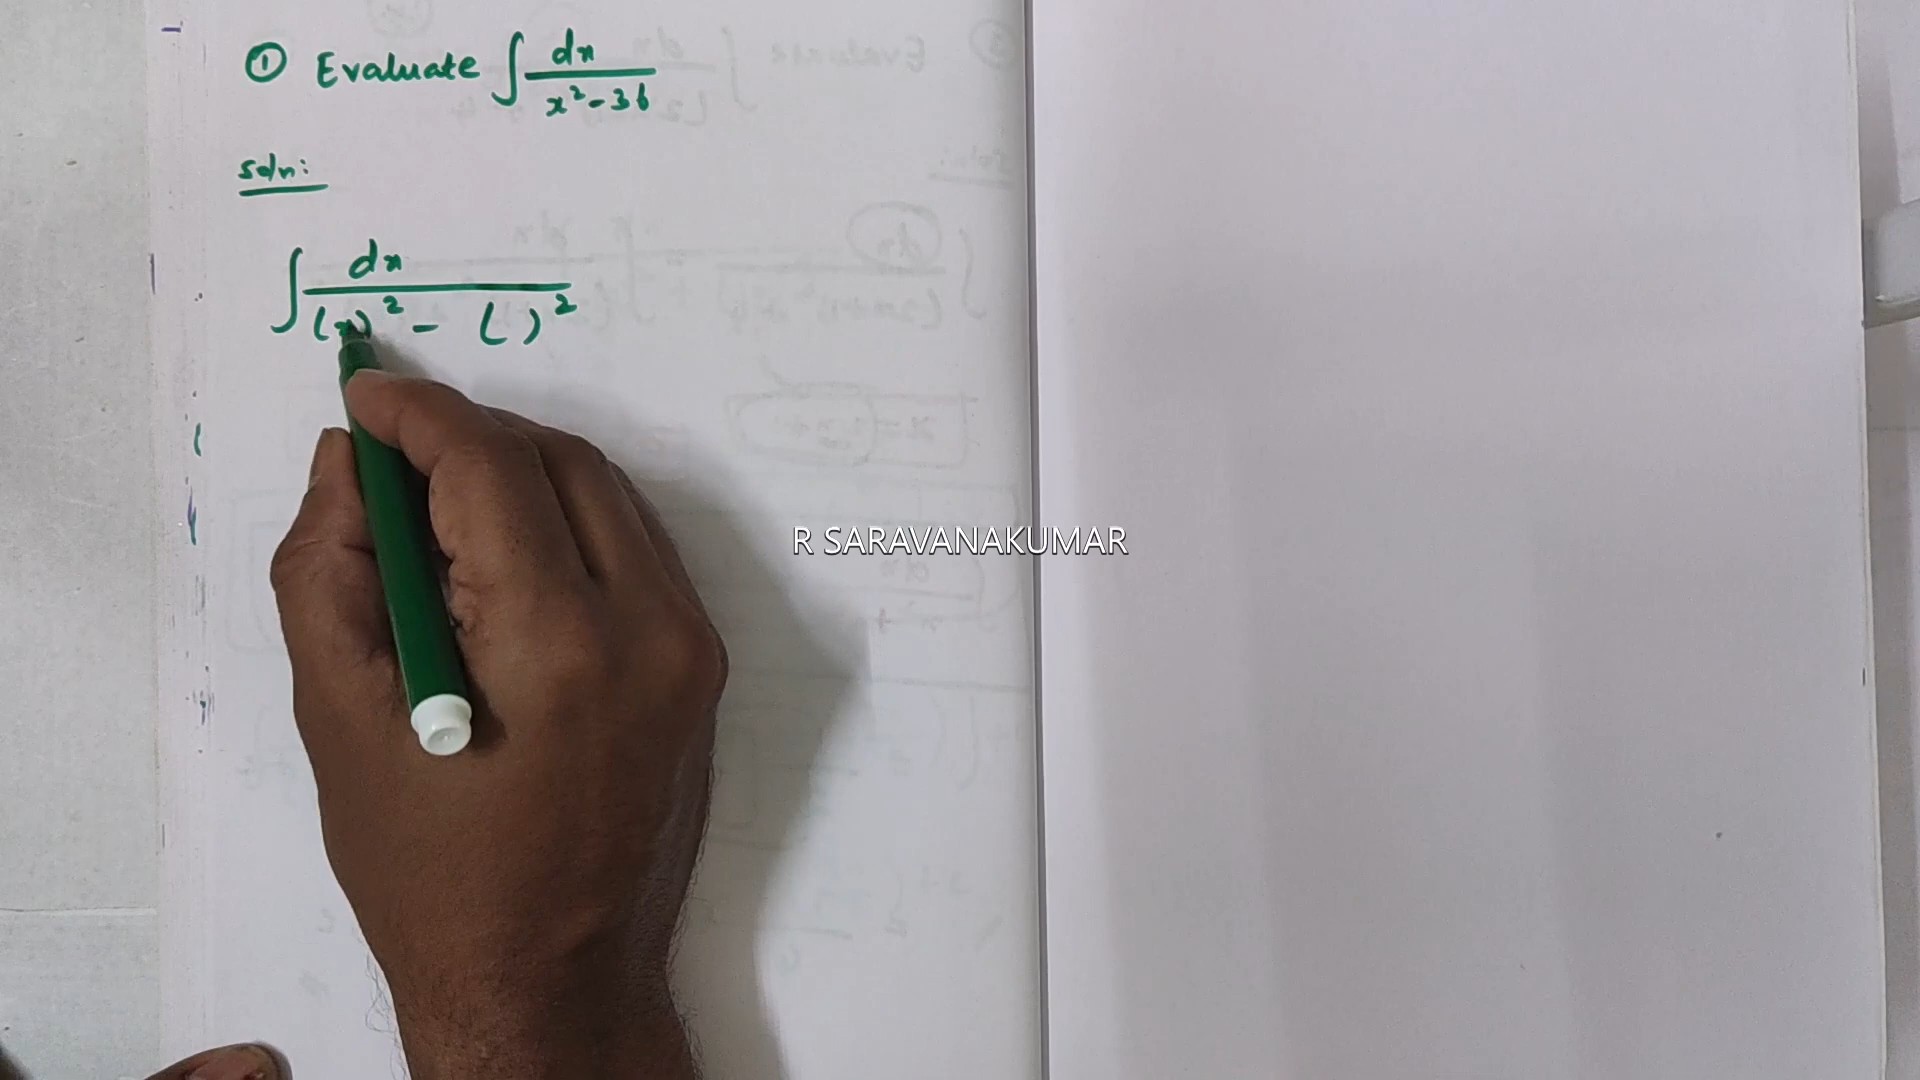 ① Evaluate ∫ dx / x² - 36
Soln:
∫ dx / (x)² - ( )²
R SARAVANAKUMAR